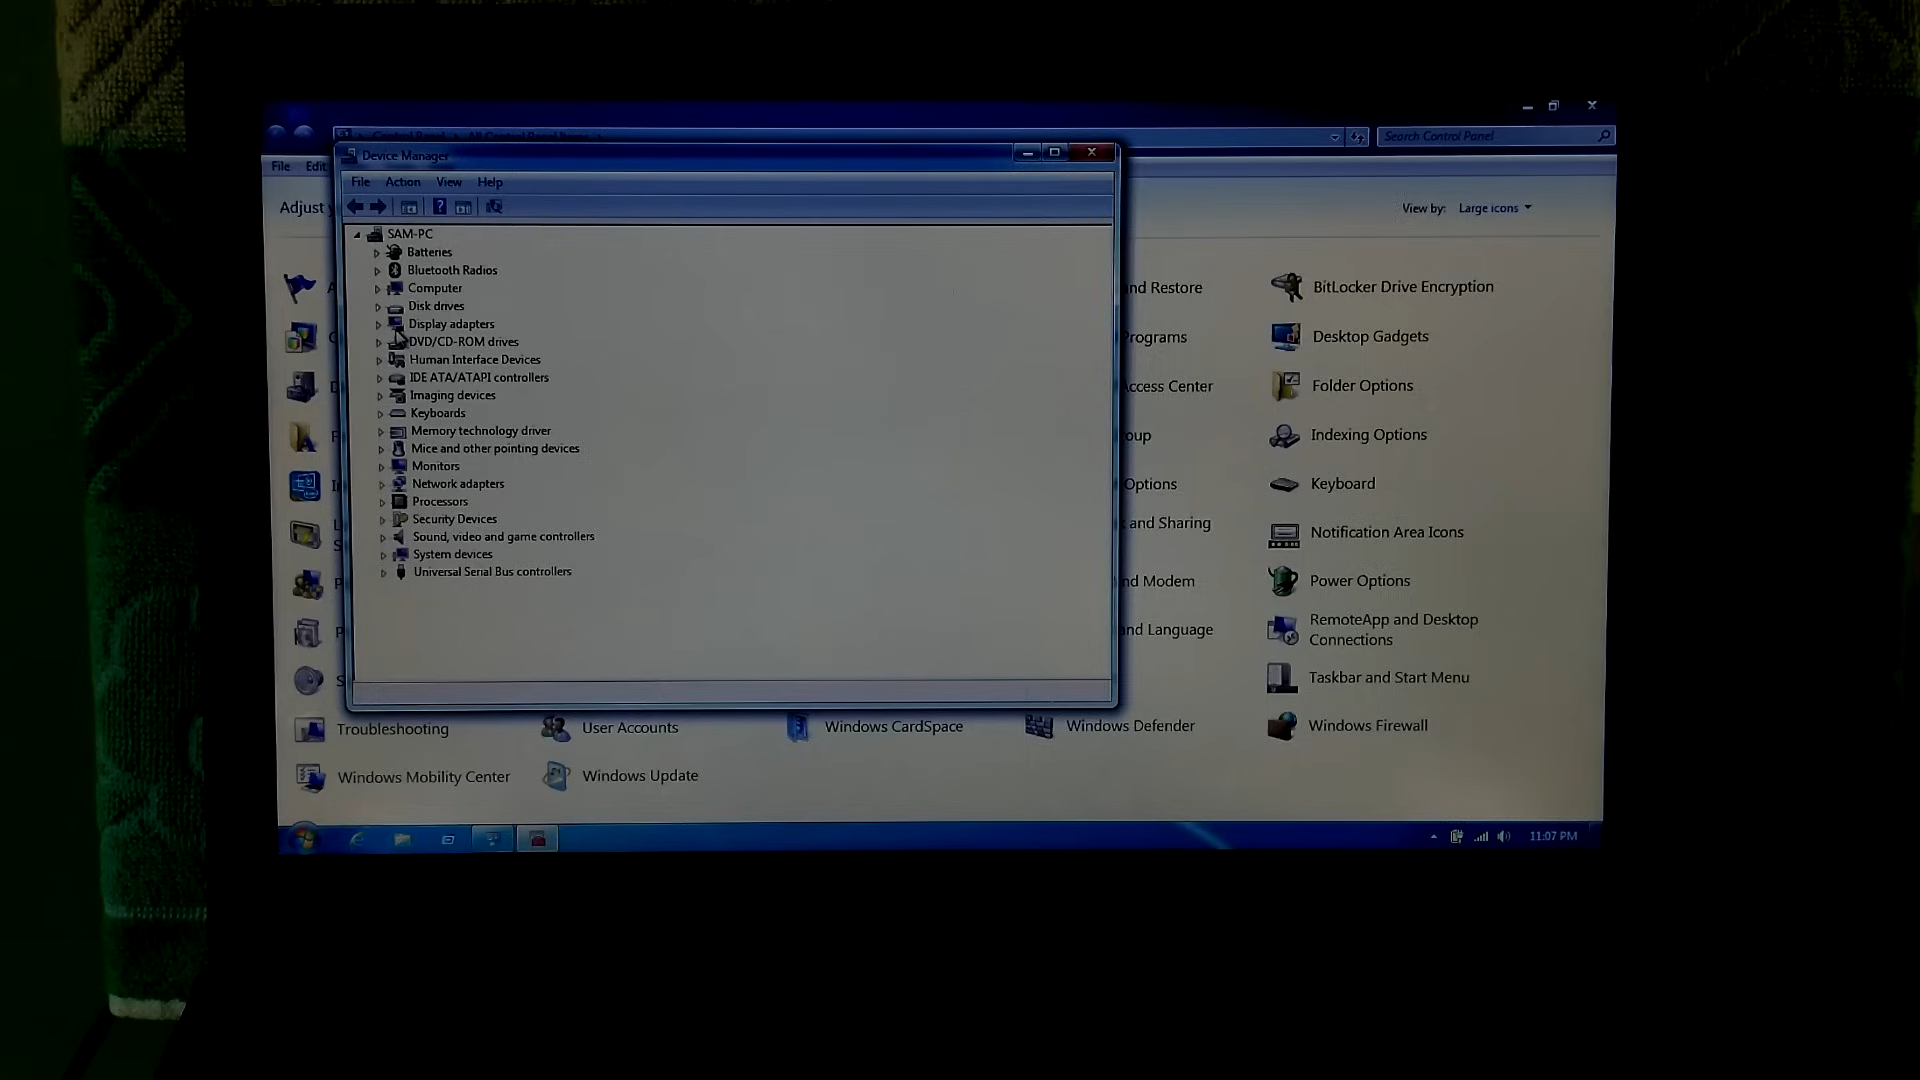 Search Control Panel
Device Manager
File Edit
File Action View Help
Adjust
View by: Large icons
SAM-PC
Batteries
Bluetooth Radios
Computer
Disk drives
Display adapters
DVD/CD-ROM drives
Human Interface Devices
IDE ATA/ATAPI controllers
Imaging devices
Keyboards
Memory technology driver
Mice and other pointing devices
Monitors
Network adapters
Processors
Security Devices
Sound, video and game controllers
System devices
Universal Serial Bus controllers
nd Restore
BitLocker Drive Encryption
Programs
Desktop Gadgets
Access Center
Folder Options
oup
Indexing Options
Options
Keyboard
and Sharing
Notification Area Icons
nd Modem
Power Options
and Language
RemoteApp and Desktop
Connections
Taskbar and Start Menu
Troubleshooting
User Accounts
Windows CardSpace
Windows Defender
Windows Firewall
Windows Mobility Center
Windows Update
11:07 PM